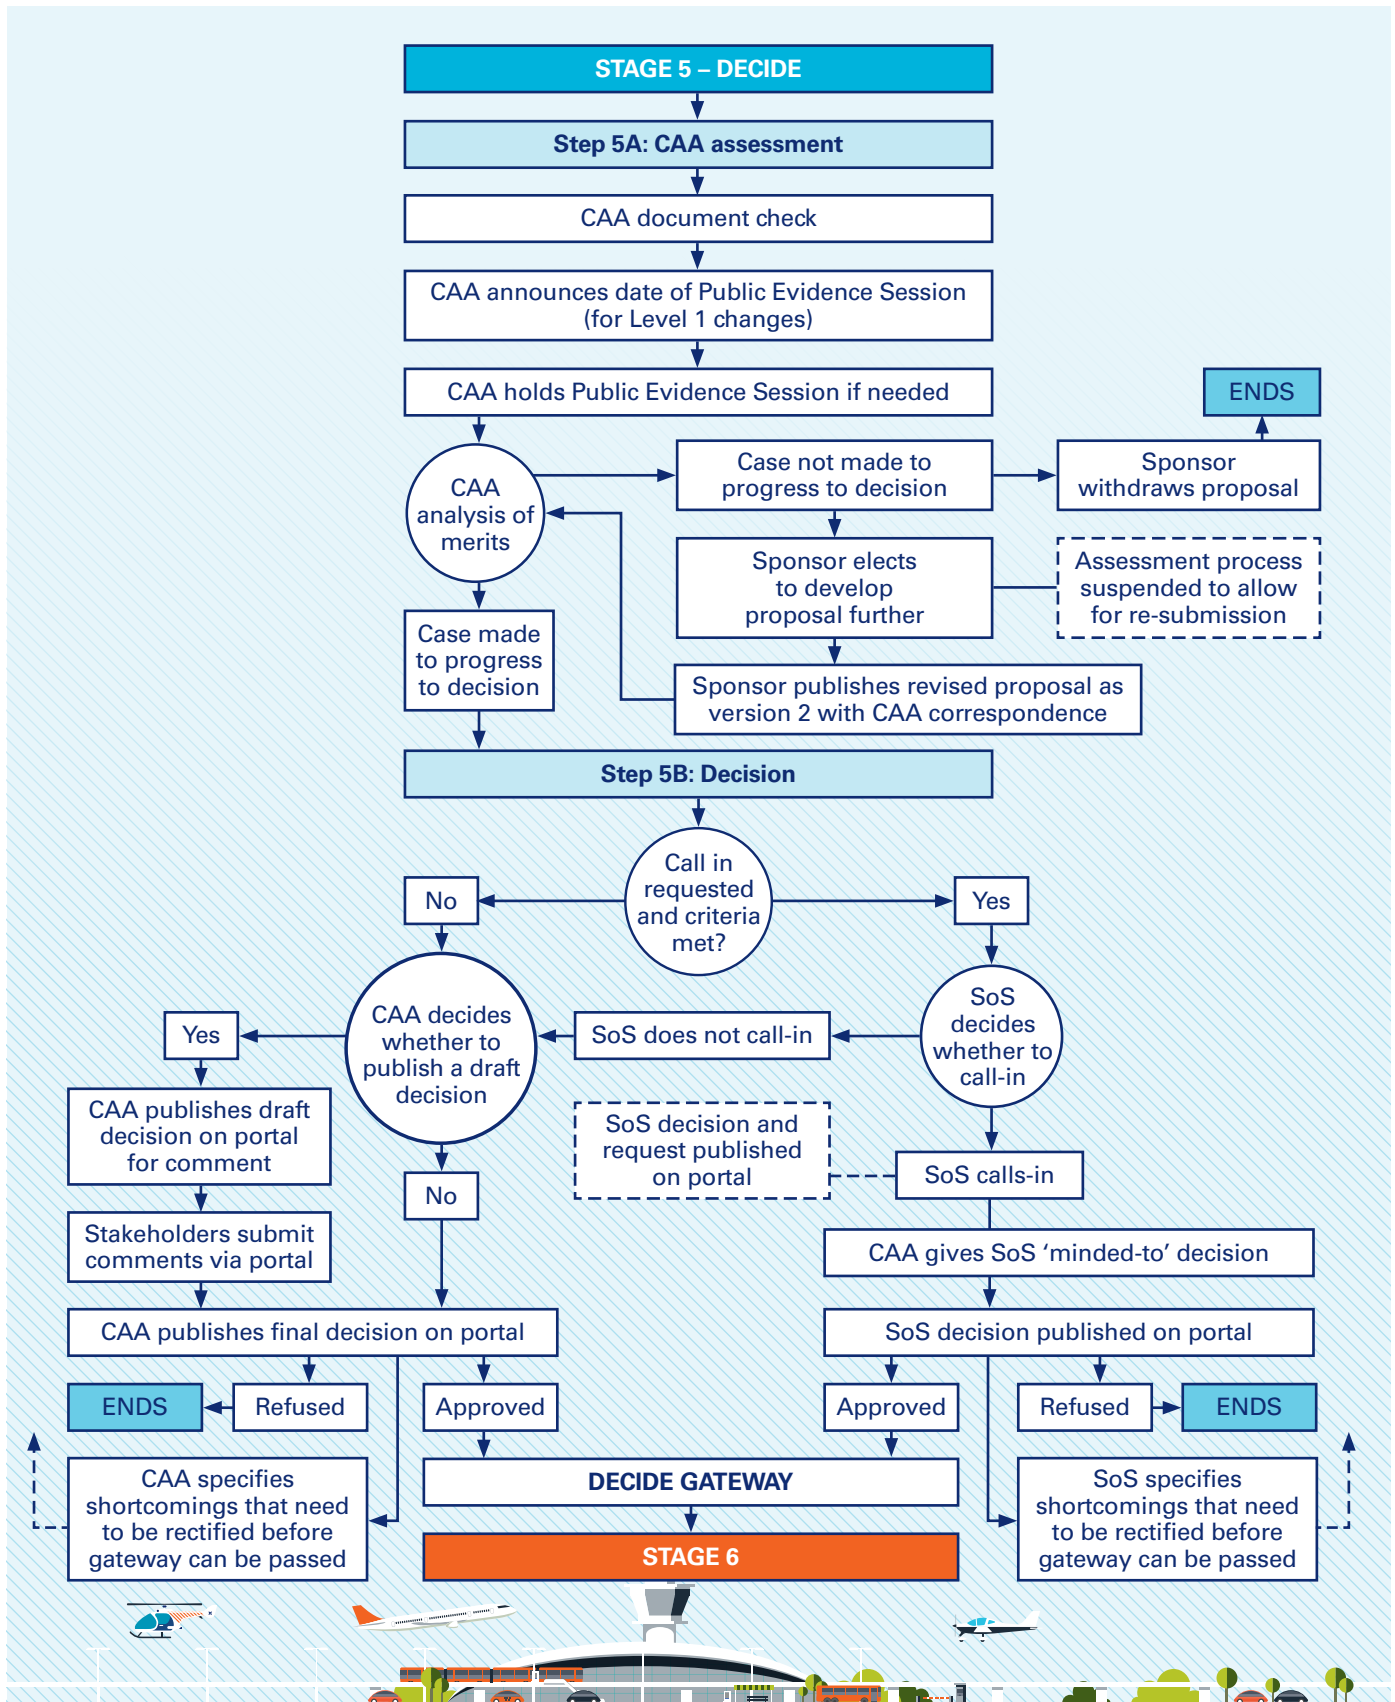 STAGE 5 – DECIDE
Step 5A: CAA assessment
CAA document check
CAA announces date of Public Evidence Session
(for Level 1 changes)
CAA holds Public Evidence Session if needed
ENDS
CAA
analysis of
merits
Case not made to
progress to decision
Sponsor
withdraws proposal
Sponsor elects
to develop
proposal further
Assessment process
suspended to allow
for re-submission
Case made
to progress
to decision
Sponsor publishes revised proposal as
version 2 with CAA correspondence
Step 5B: Decision
Call in
requested
and criteria
met?
No
Yes
CAA decides
whether to
publish a draft
decision
SoS
decides
whether to
call-in
SoS does not call-in
Yes
CAA publishes draft
decision on portal
for comment
SoS decision and
request published
on portal
SoS calls-in
No
Stakeholders submit
comments via portal
CAA gives SoS ‘minded-to’ decision
CAA publishes final decision on portal
SoS decision published on portal
ENDS
Refused
Approved
Approved
Refused
ENDS
CAA specifies
shortcomings that need
to be rectified before
gateway can be passed
DECIDE GATEWAY
SoS specifies
shortcomings that need
to be rectified before
gateway can be passed
STAGE 6